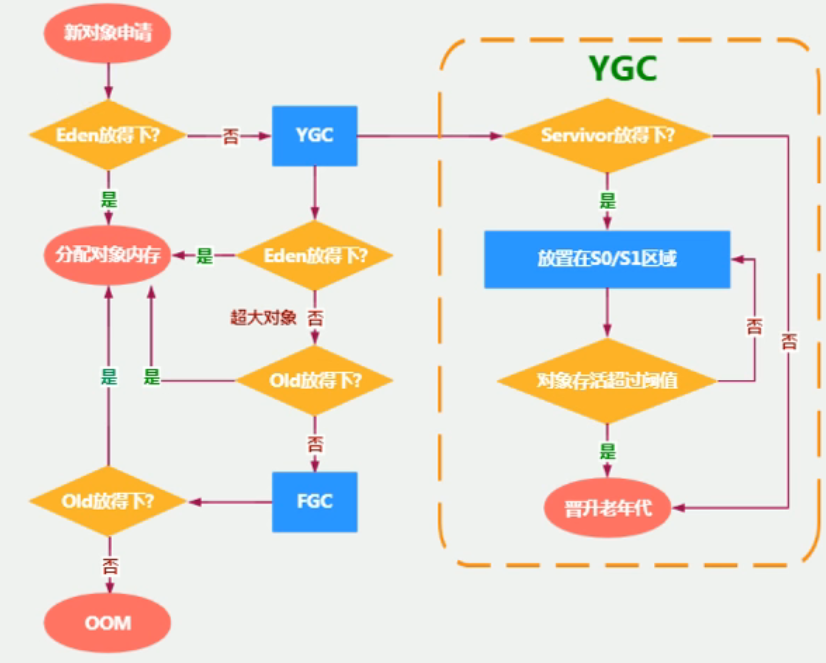 新对象申请
YGC
Eden放得下?
否
YGC
Servivor放得下?
是
是
分配对象内存
是
Eden放得下?
放置在S0/S1区域
超大对象
否
否
否
是
是
Old放得下?
对象存活超过阈值
否
是
Old放得下?
FGC
晋升老年代
否
OOM